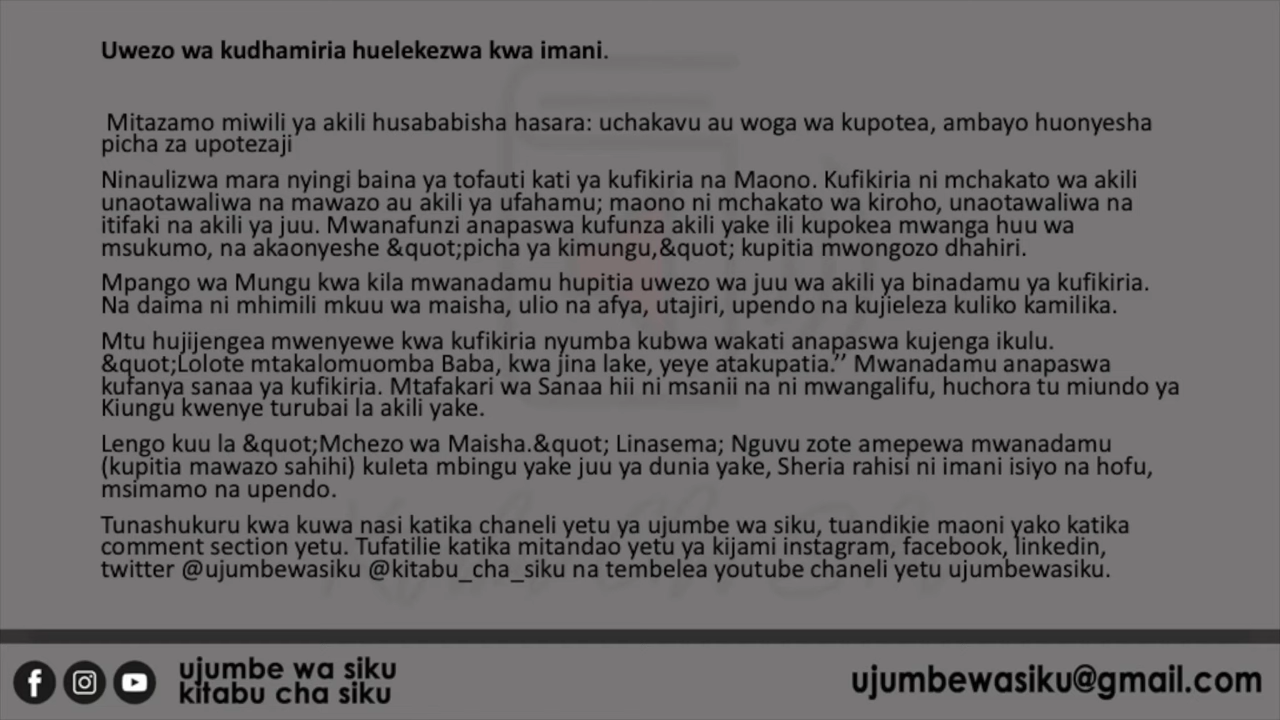 Uwezo wa kudhamiria huelekezwa kwa imani.
Mitazamo miwili ya akili husababisha hasara: uchakavu au woga wa kupotea, ambayo huonyesha
picha za upotezaji
Ninaulizwa mara nyingi baina ya tofauti kati ya kufikiria na Maono. Kufikiria ni mchakato wa akili
unaotawaliwa na mawazo au akili ya ufahamu; maono ni mchakato wa kiroho, unaotawaliwa na
itifaki na akili ya juu. Mwanafunzi anapaswa kufunza akili yake ili kupokea mwanga huu wa
msukumo, na akaonyeshe &quot;picha ya kimungu,&quot; kupitia mwongozo dhahiri.
Mpango wa Mungu kwa kila mwanadamu hupitia uwezo wa juu wa akili ya binadamu ya kufikiria.
Na daima ni mhimili mkuu wa maisha, ulio na afya, utajiri, upendo na kujieleza kuliko kamilika.
Mtu hujijengea mwenyewe kwa kufikiria nyumba kubwa wakati anapaswa kujenga ikulu.
&quot;Lolote mtakalomuomba Baba, kwa jina lake, yeye atakupatia.’’ Mwanadamu anapaswa
kufanya sanaa ya kufikiria. Mtafakari wa Sanaa hii ni msanii na ni mwangalifu, huchora tu miundo ya
Kiungu kwenye turubai la akili yake.
Lengo kuu la &quot;Mchezo wa Maisha.&quot; Linasema; Nguvu zote amepewa mwanadamu
(kupitia mawazo sahihi) kuleta mbingu yake juu ya dunia yake, Sheria rahisi ni imani isiyo na hofu,
msimamo na upendo.
Tunashukuru kwa kuwa nasi katika chaneli yetu ya ujumbe wa siku, tuandikie maoni yako katika
comment section yetu. Tufatilie katika mitandao yetu ya kijami instagram, facebook, linkedin,
twitter @ujumbewasiku @kitabu_cha_siku na tembelea youtube chaneli yetu ujumbewasiku.
ujumbe wa siku
kitabu cha siku
ujumbewasiku@gmail.com